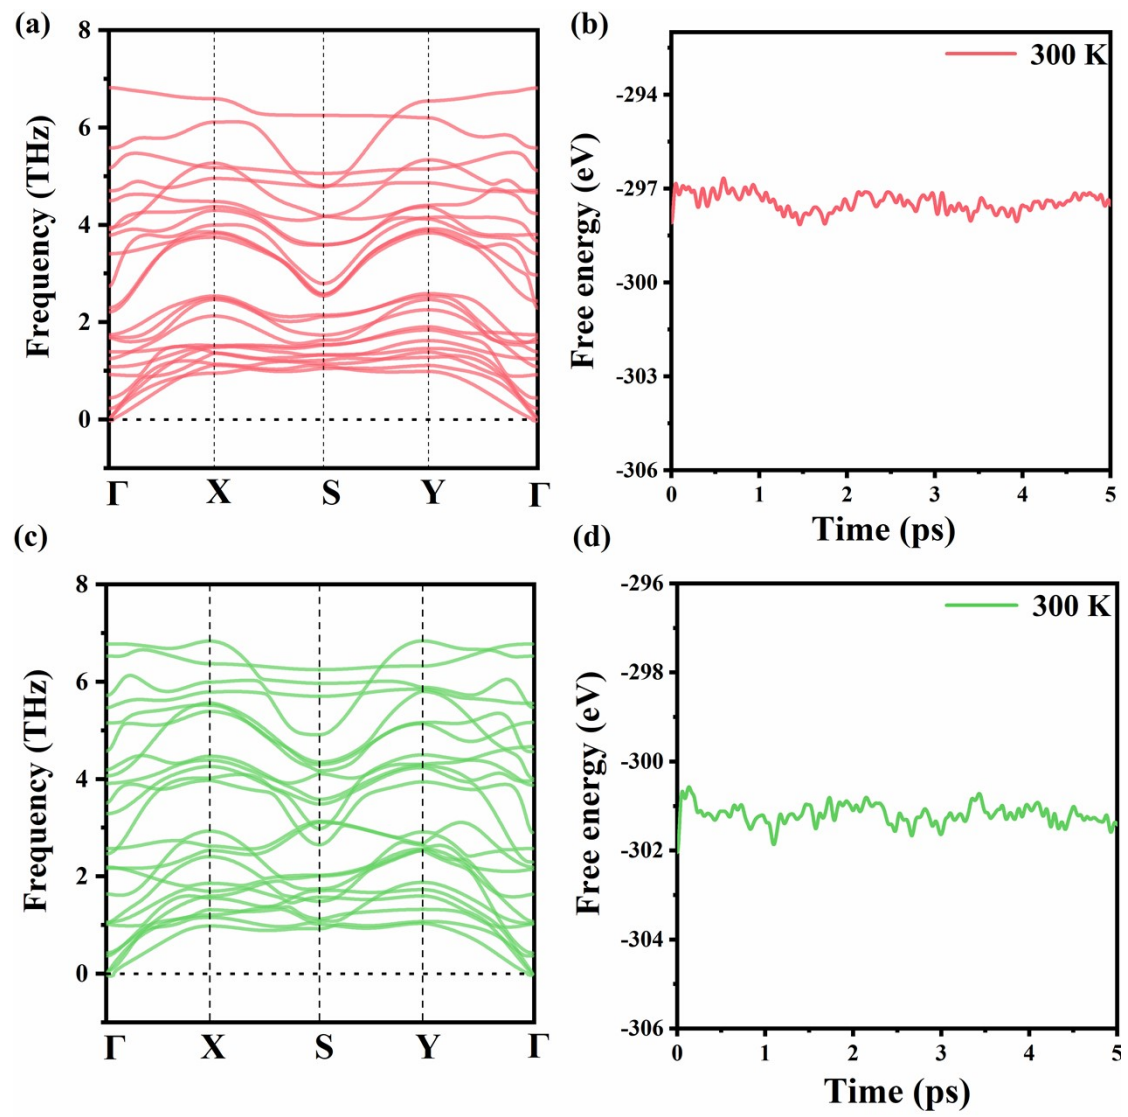 (a)
8
6
4
2
0
Frequency (THz)
Γ X S Y Γ
(b)
300 K
-294
-297
-300
-303
-306
Free energy (eV)
0 1 2 3 4 5
Time (ps)
(c)
8
6
4
2
0
Frequency (THz)
Γ X S Y Γ
(d)
300 K
-296
-298
-300
-302
-304
-306
Free energy (eV)
0 1 2 3 4 5
Time (ps)